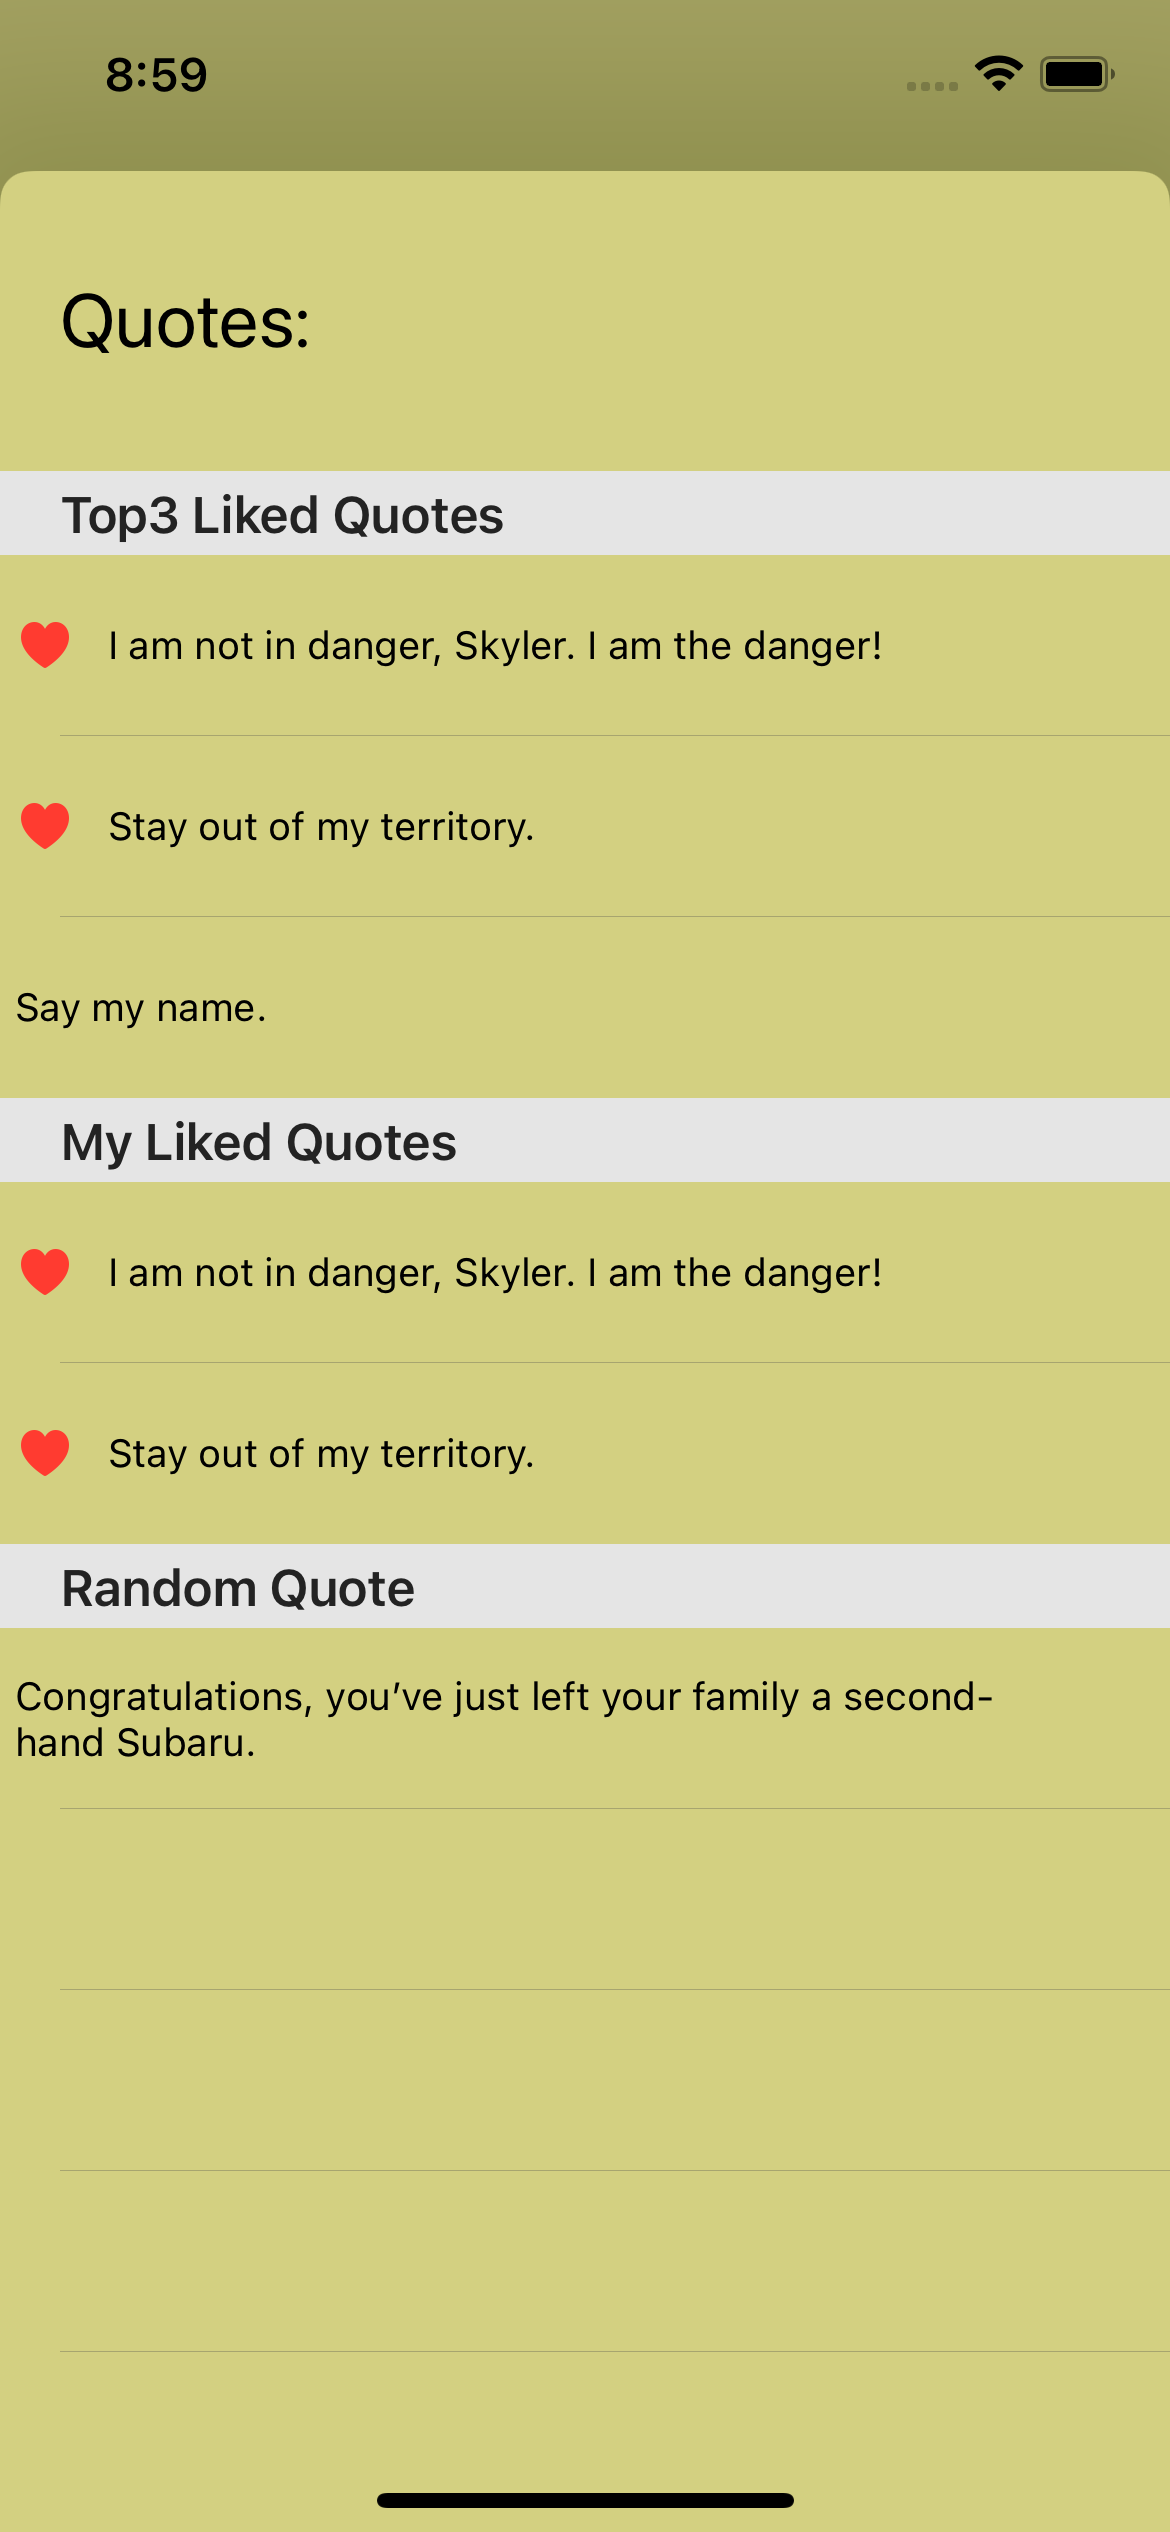 8:59
Quotes:
Top3 Liked Quotes
I am not in danger, Skyler. I am the danger!
Stay out of my territory.
Say my name.
My Liked Quotes
I am not in danger, Skyler. I am the danger!
Stay out of my territory.
Random Quote
Congratulations, you’ve just left your family a second-
hand Subaru.